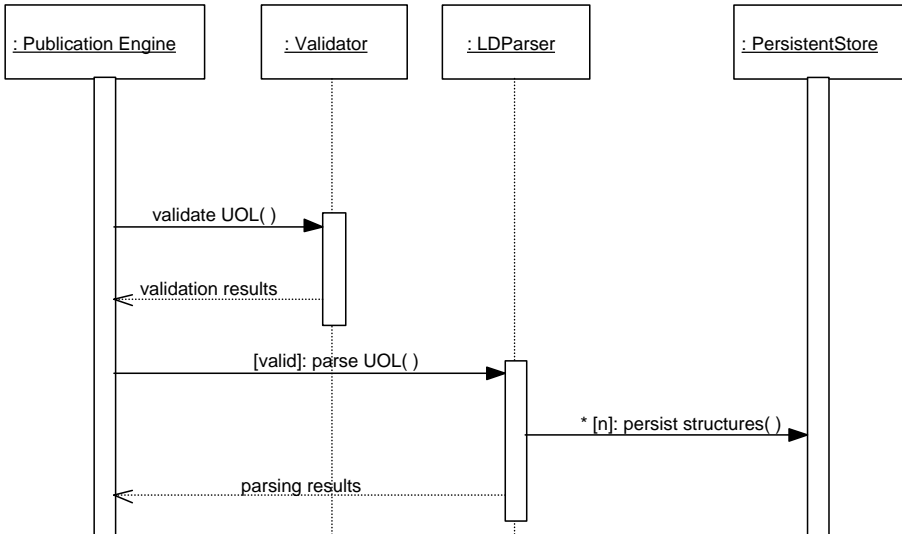 : Publication Engine
: Validator
: LDParser
: PersistentStore
validate UOL( )
validation results
[valid]: parse UOL( )
* [n]: persist structures( )
parsing results